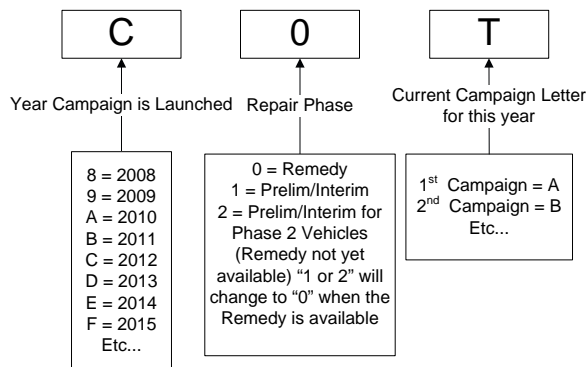 C
0
T
Year Campaign is Launched
Repair Phase
Current Campaign Letter
for this year
8 = 2008
9 = 2009
A = 2010
B = 2011
C = 2012
D = 2013
E = 2014
F = 2015
Etc...
0 = Remedy
1 = Prelim/Interim
2 = Prelim/Interim for
Phase 2 Vehicles
(Remedy not yet
available) “1 or 2” will
change to “0” when the
Remedy is available
1st Campaign = A
2nd Campaign = B
Etc...